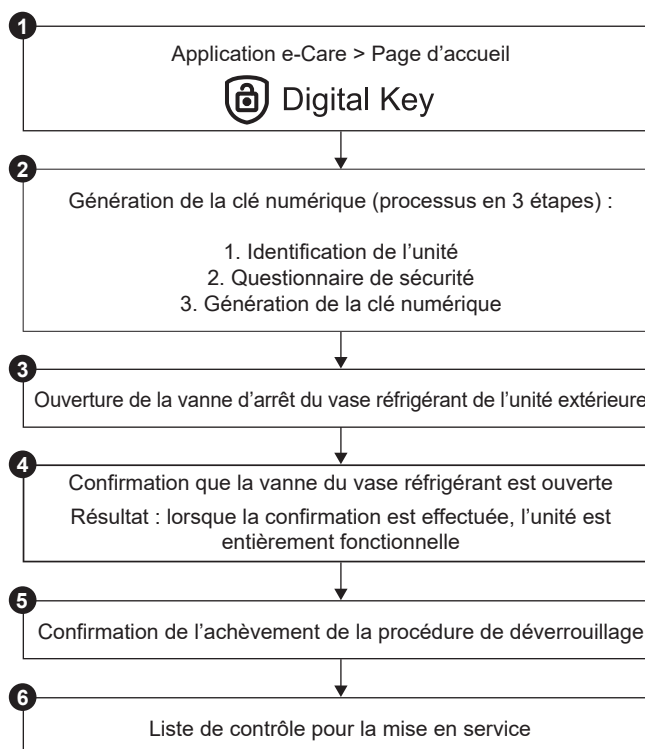 1
Application e-Care > Page d’accueil
Digital Key
2
Génération de la clé numérique (processus en 3 étapes) :
1. Identification de l’unité
2. Questionnaire de sécurité
3. Génération de la clé numérique
3
Ouverture de la vanne d’arrêt du vase réfrigérant de l’unité extérieure
4
Confirmation que la vanne du vase réfrigérant est ouverte
Résultat : lorsque la confirmation est effectuée, l’unité est
entièrement fonctionnelle
5
Confirmation de l’achèvement de la procédure de déverrouillage
6
Liste de contrôle pour la mise en service